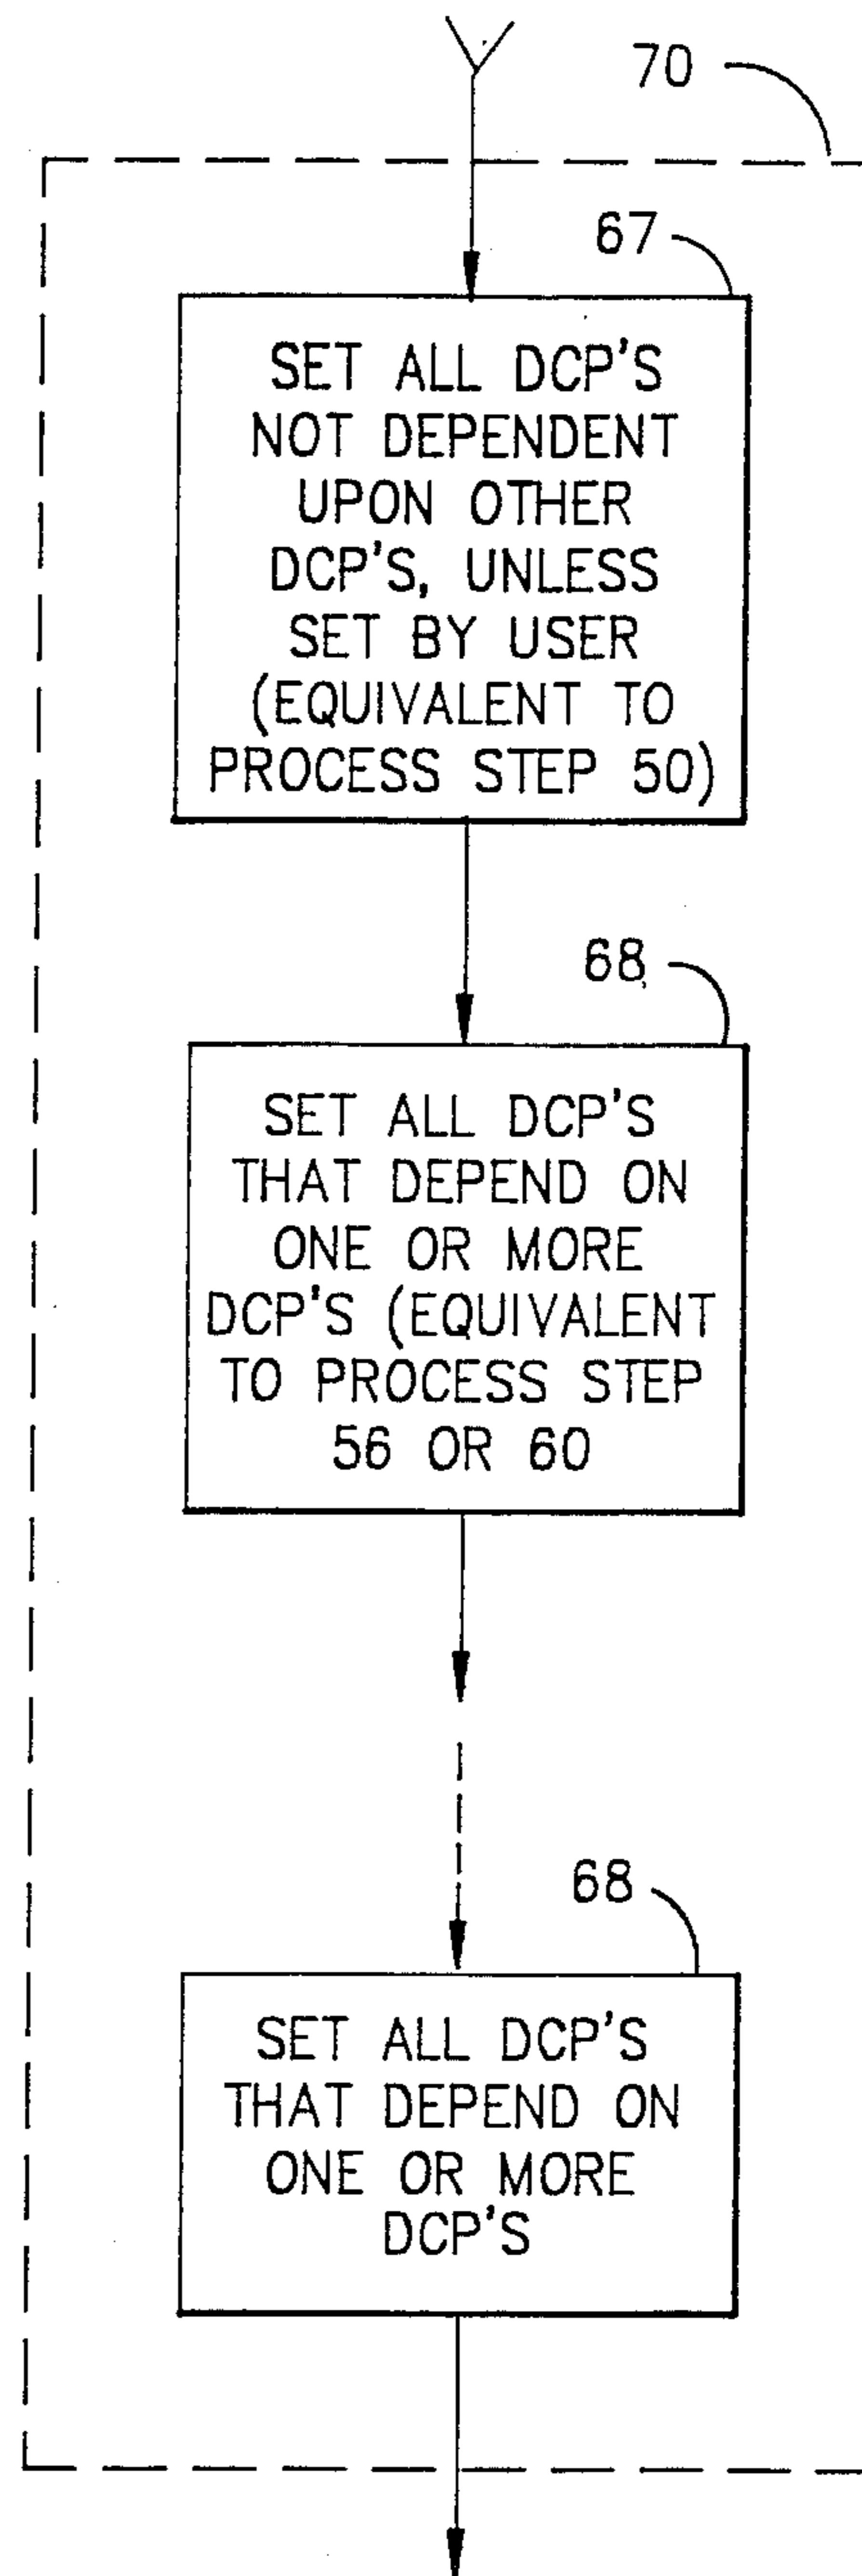 70
67
SET ALL DCP'S
NOT DEPENDENT
UPON OTHER
DCP'S, UNLESS
SET BY USER
(EQUIVALENT TO
PROCESS STEP 50)
68
SET ALL DCP'S
THAT DEPEND ON
ONE OR MORE
DCP'S (EQUIVALENT
TO PROCESS STEP
56 OR 60
68
SET ALL DCP'S
THAT DEPEND ON
ONE OR MORE
DCP'S